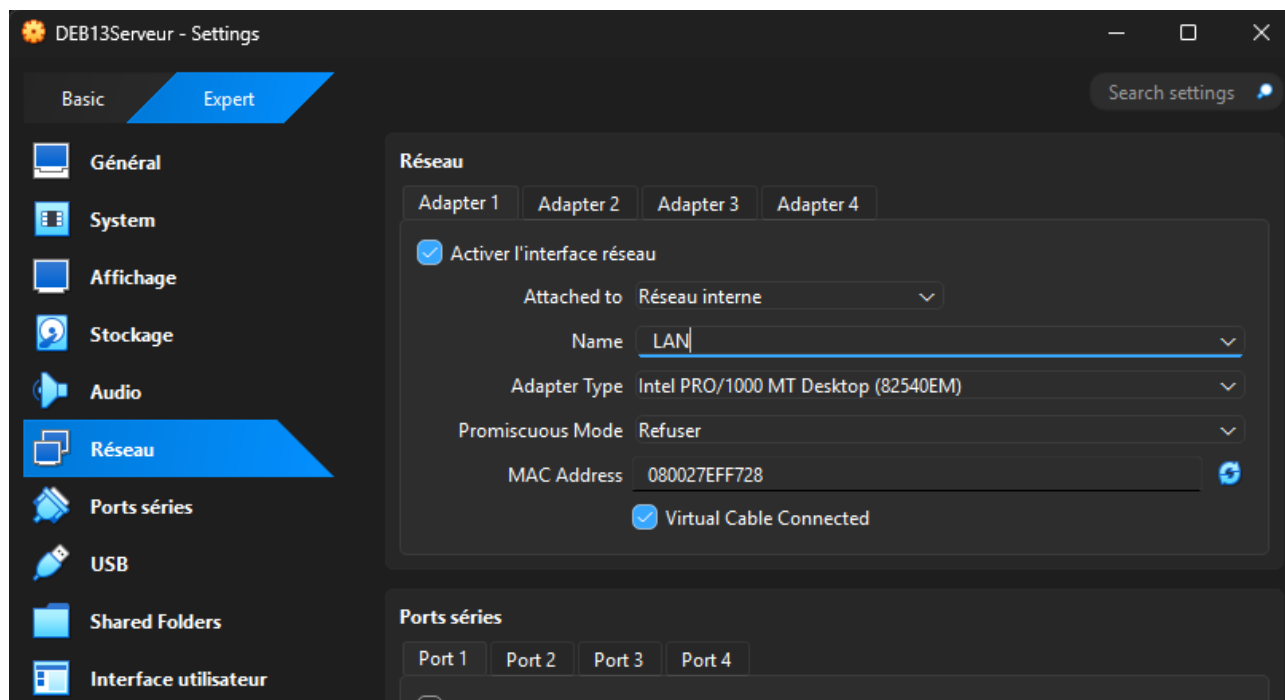 DEB13Serveur - Settings
Basic
Expert
Search settings
Général
System
Affichage
Stockage
Audio
Réseau
Ports séries
USB
Shared Folders
Interface utilisateur
Réseau
Adapter 1 Adapter 2 Adapter 3 Adapter 4
Activer l'interface réseau
Attached to Réseau interne
Name LAN
Adapter Type Intel PRO/1000 MT Desktop (82540EM)
Promiscuous Mode Refuser
MAC Address 080027EFF728
Virtual Cable Connected
Ports séries
Port 1 Port 2 Port 3 Port 4